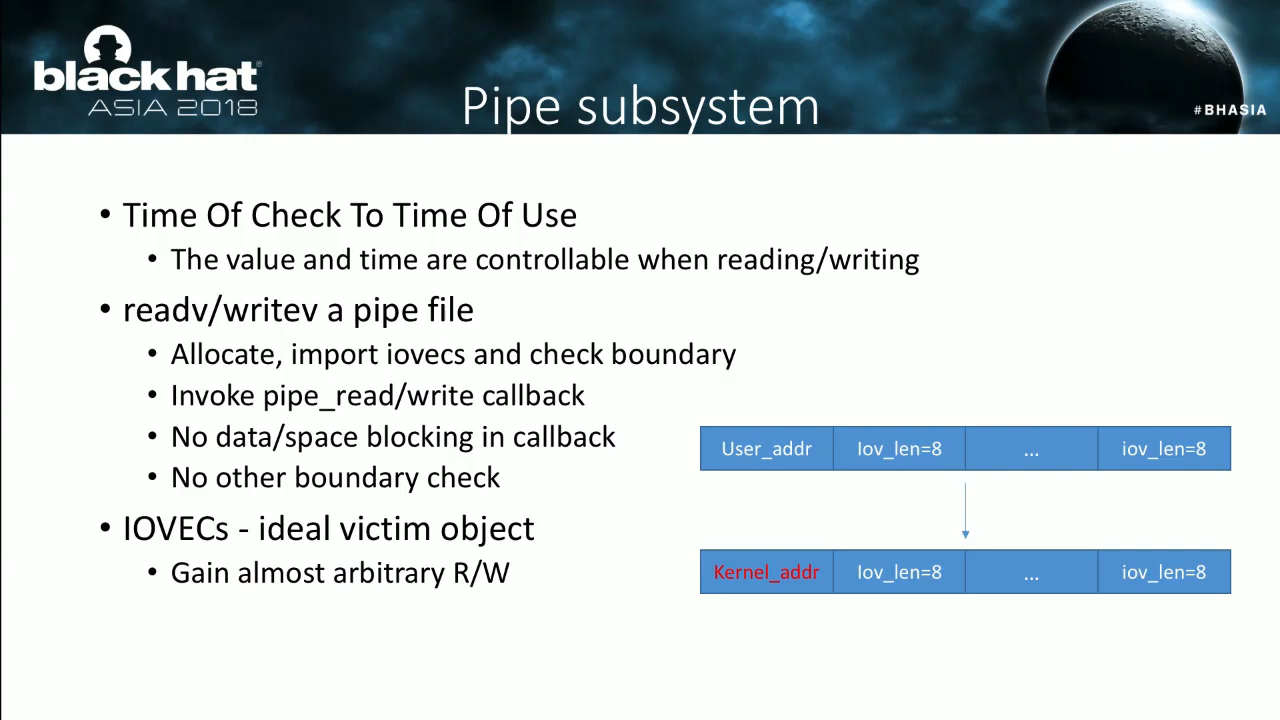 black hat
ASIA 2018
Pipe subsystem
#BHASIA
• Time Of Check To Time Of Use
• The value and time are controllable when reading/writing
• readv/writev a pipe file
• Allocate, import iovecs and check boundary
• Invoke pipe_read/write callback
• No data/space blocking in callback
• No other boundary check
• IOVECs - ideal victim object
• Gain almost arbitrary R/W
User_addr Iov_len=8 ... iov_len=8
Kernel_addr Iov_len=8 ... iov_len=8